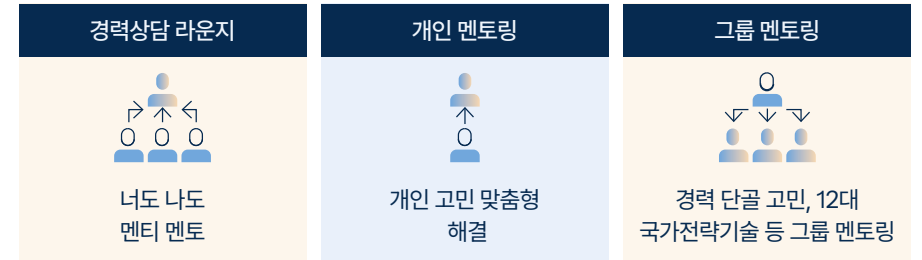 경력상담 라운지
너도 나도
멘티 멘토
개인 멘토링
개인 고민 맞춤형
해결
그룹 멘토링
경력 단골 고민, 12대
국가전략기술 등 그룹 멘토링